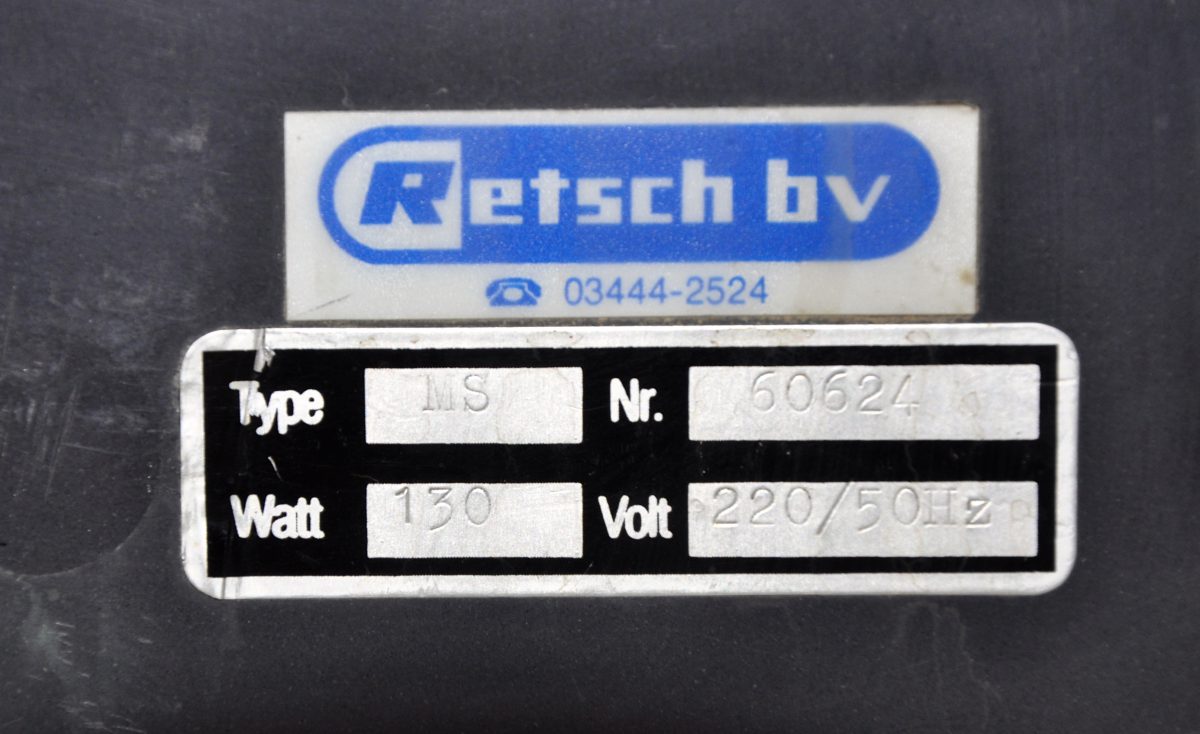 Retsch bv
03444-2524
Type MS Nr. 60624
Watt 130 Volt 220/50Hz